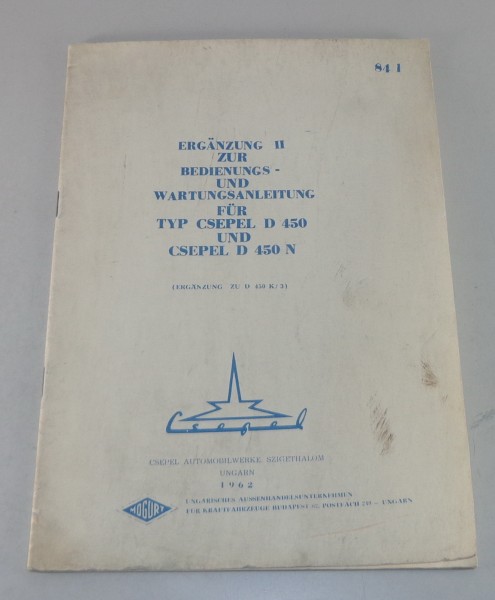 84 I
ERGÄNZUNG II
ZUR
BEDIENUNGS-
UND
WARTUNGSANLEITUNG
FÜR
TYP CSEPEL D 450
UND
CSEPEL D 450 N
(ERGÄNZUNG ZU D 450 K/3)
Csepel
CSEPEL AUTOMOBILWERKE SZIGETHALOM
UNGARN
1962
MOGÜRT
UNGARISCHES AUSSENHANDELSUNTERNEHMEN
FÜR KRAFTFAHRZEUGE BUDAPEST 62, POSTFACH 249 – UNGARN